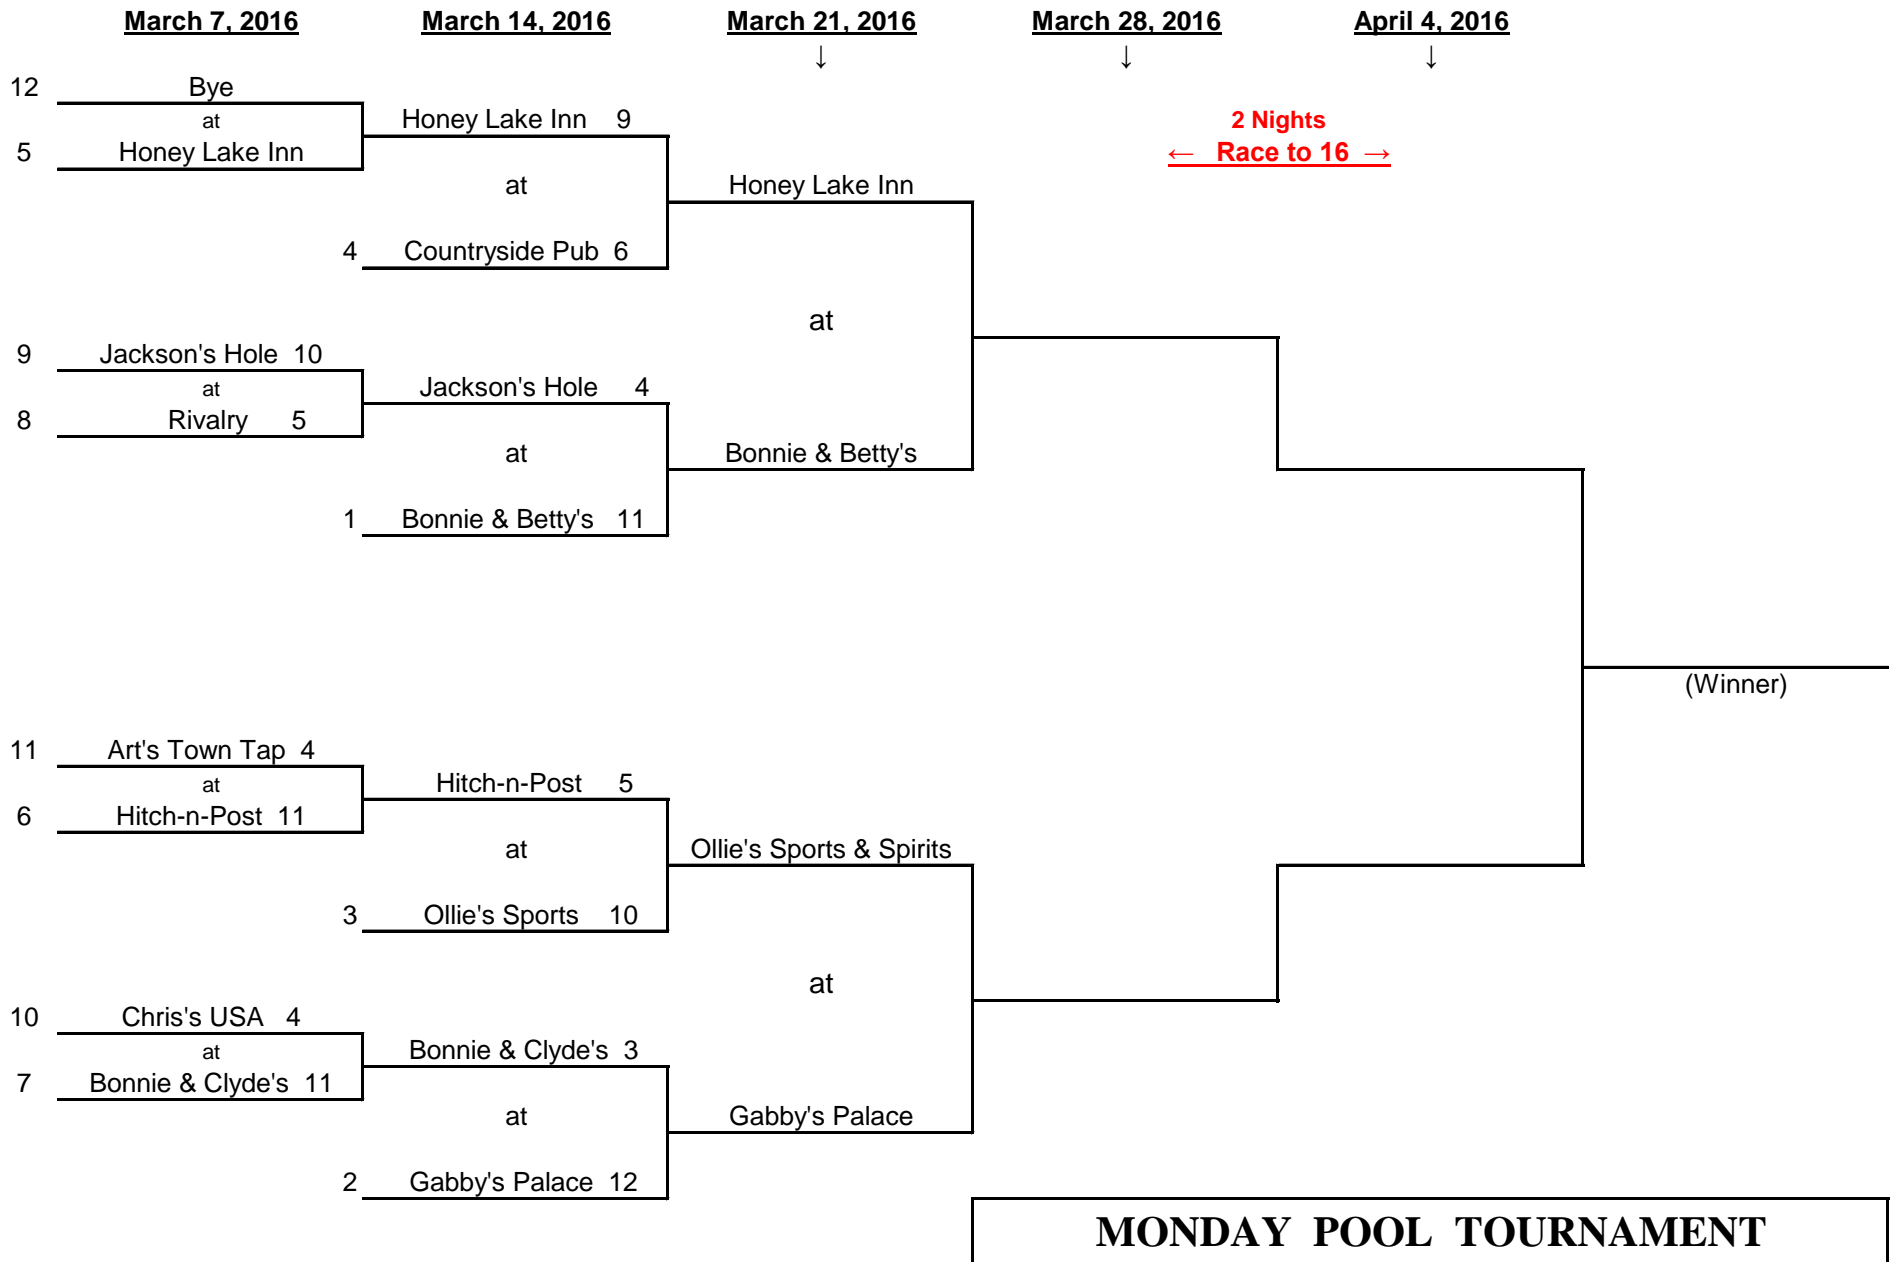 March 7, 2016 March 14, 2016 March 21, 2016 March 28, 2016 April 4, 2016
↓ ↓ ↓
12 Bye
at Honey Lake Inn 9 2 Nights
5 Honey Lake Inn ← Race to 16 →
at Honey Lake Inn
4 Countryside Pub 6
at
9 Jackson's Hole 10
at Jackson's Hole 4
8 Rivalry 5
at Bonnie & Betty's
1 Bonnie & Betty's 11
(Winner)
11 Art's Town Tap 4
at Hitch-n-Post 5
6 Hitch-n-Post 11
at Ollie's Sports & Spirits
3 Ollie's Sports 10
at
10 Chris's USA 4
at Bonnie & Clyde's 3
7 Bonnie & Clyde's 11
at Gabby's Palace
2 Gabby's Palace 12
MONDAY POOL TOURNAMENT